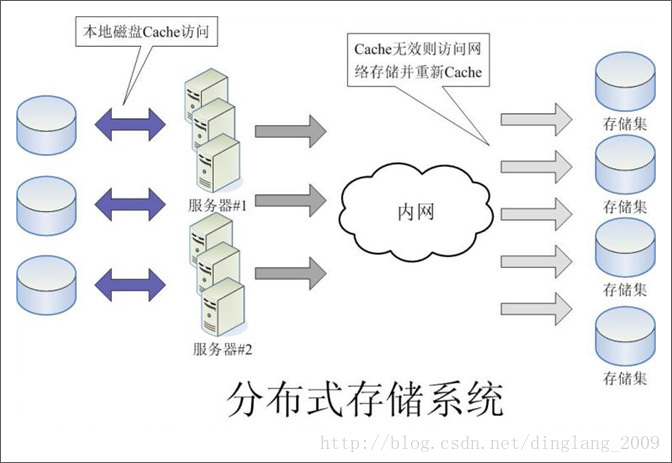 本地磁盘Cache访问
Cache无效则访问网
络存储并重新Cache
存储集
服务器#1
内网
存储集
存储集
服务器#2
存储集
分布式存储系统
http://blog.csdn.net/dinglang_2009